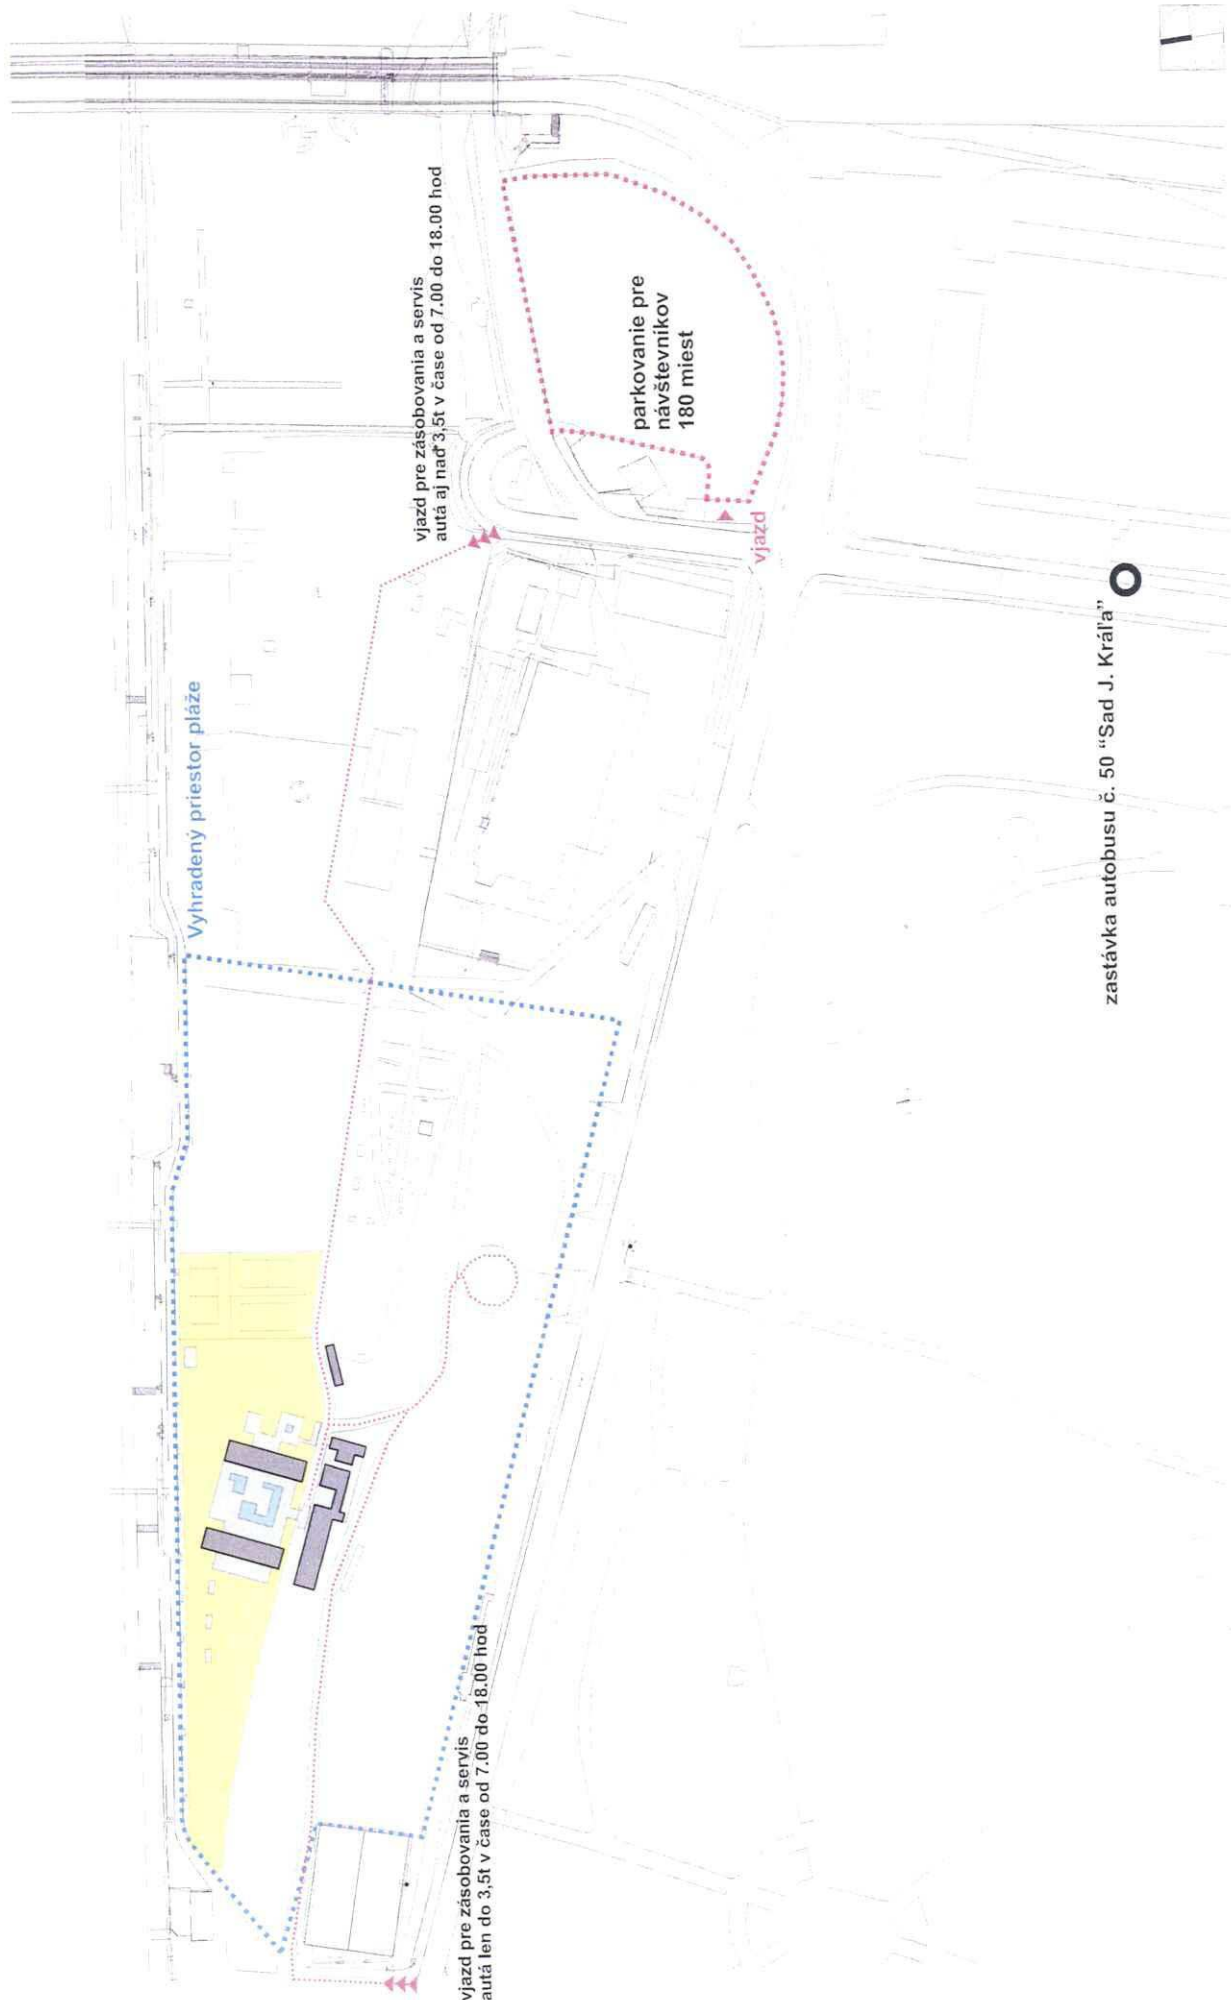 vjazd pre zásobovania a servis
autá len do 3,5t v čase od 7.00 do 18.00 hod
Vyhradený priestor pláže
vjazd pre zásobovania a servis
autá aj nad 3,5t v čase od 7.00 do 18.00 hod
parkovanie pre
návštevníkov
180 miest
vjazd
zastávka autobusu č. 50 “Sad J. Kráľa”